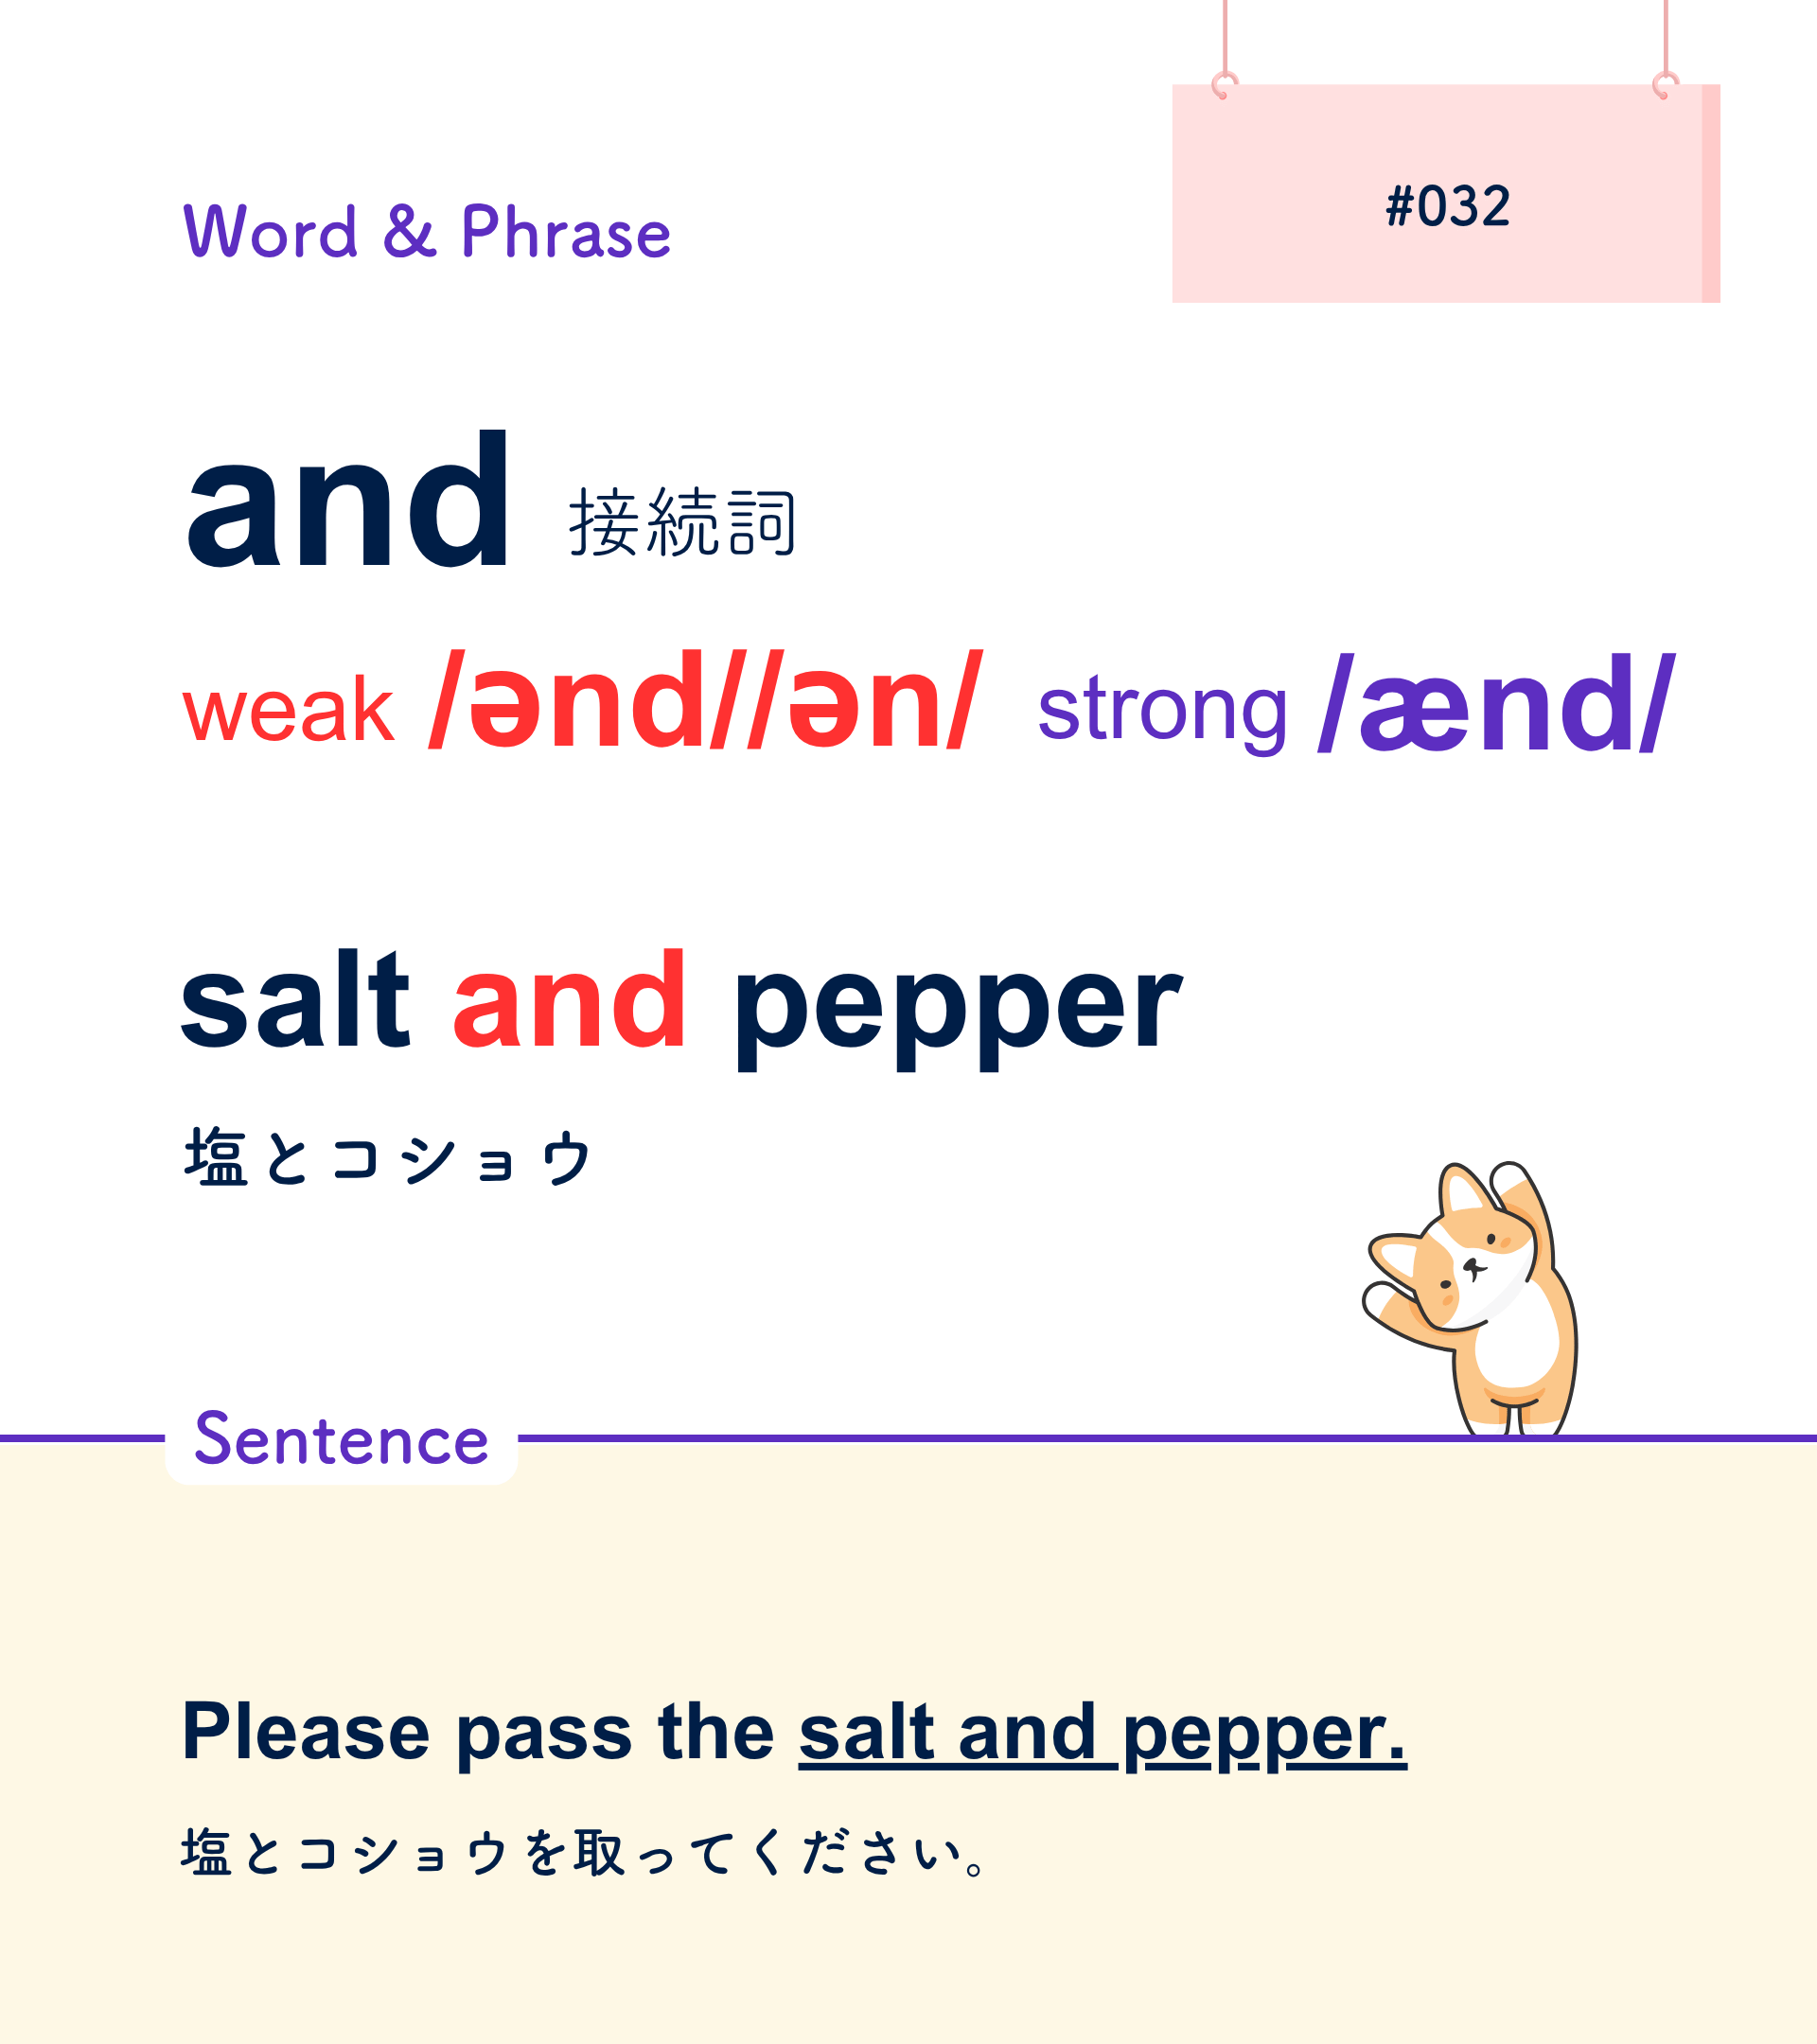 #032
Word & Phrase
and 接続詞
weak /ənd//ən/ strong /ænd/
salt and pepper
塩とコショウ
Sentence
Please pass the salt and pepper.
塩とコショウを取ってください。